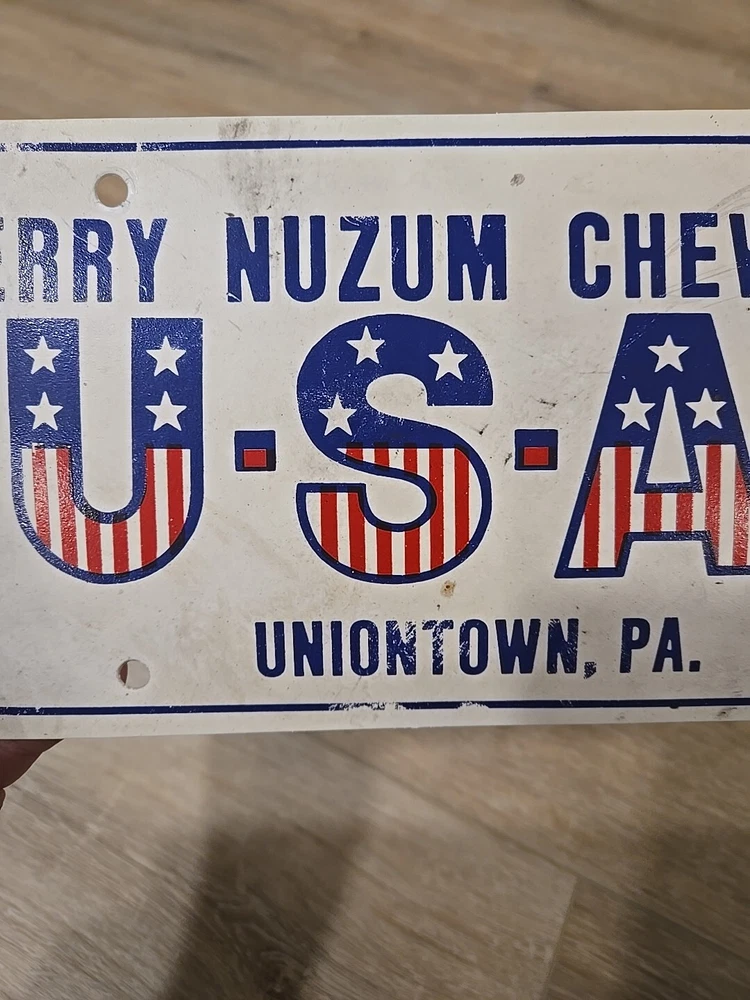 ERRY NUZUM CHEV
U·S·A
UNIONTOWN, PA.